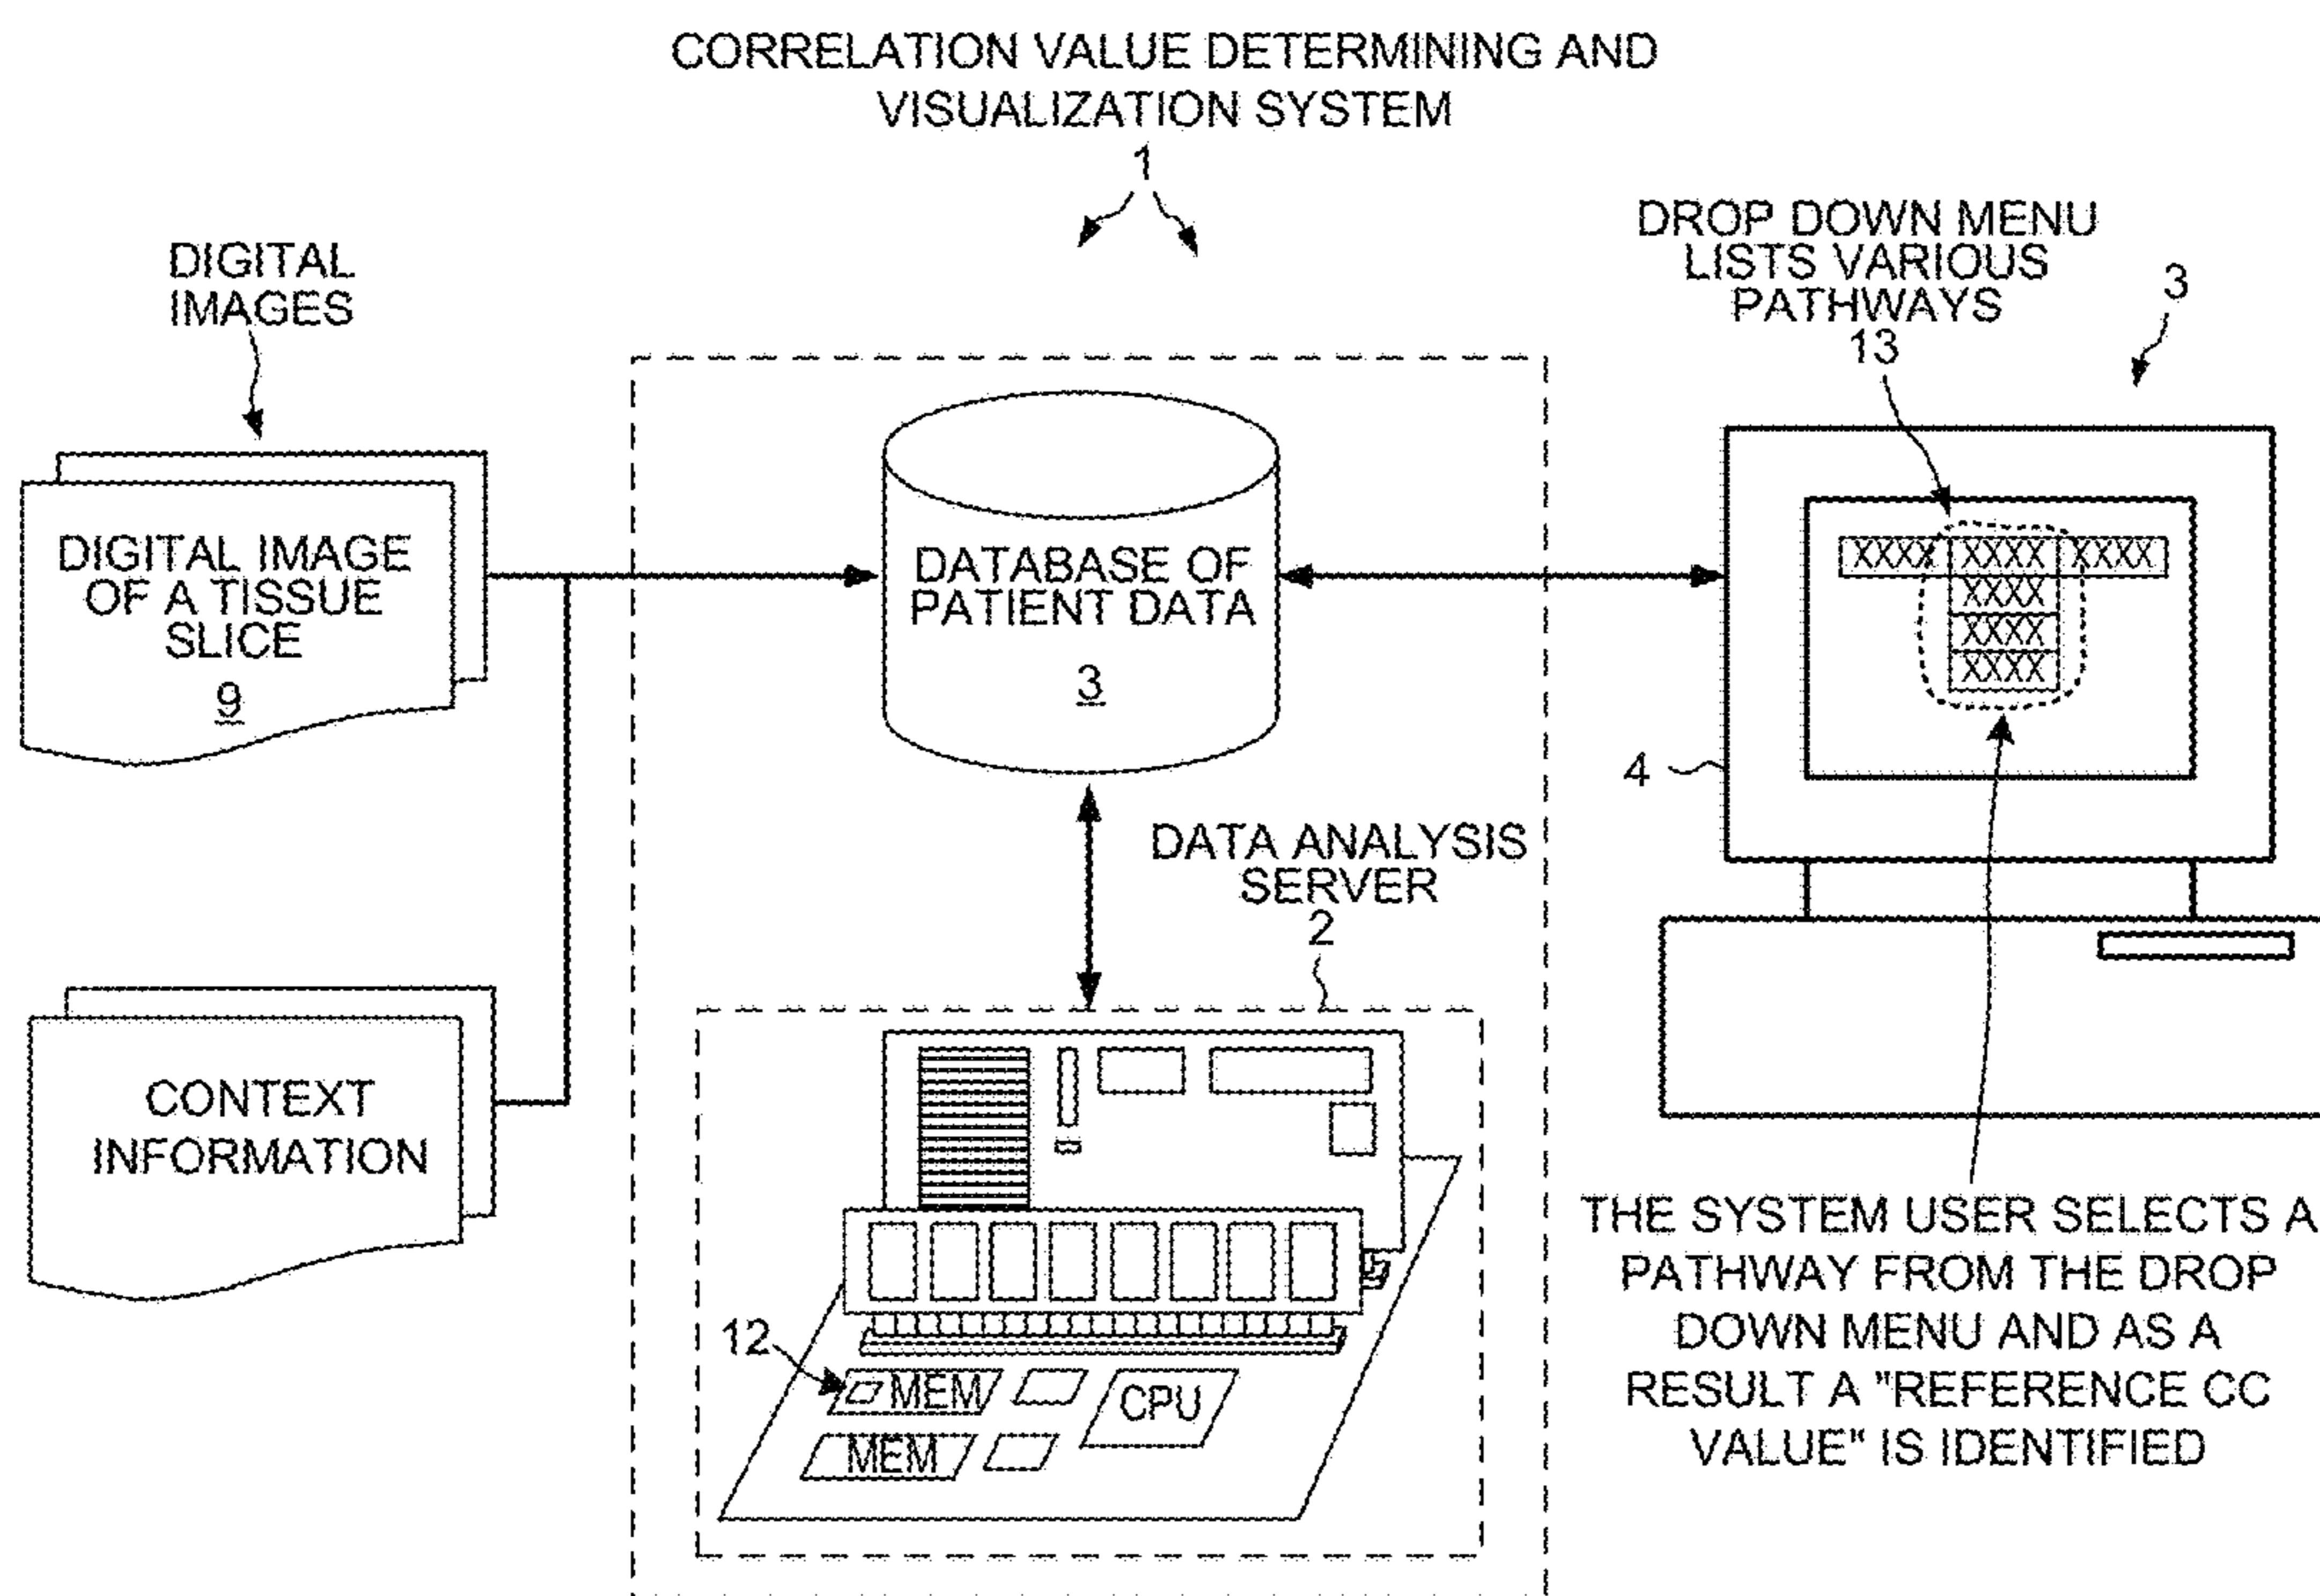 CORRELATION VALUE DETERMINING AND
VISUALIZATION SYSTEM
1
DIGITAL
IMAGES
DIGITAL IMAGE
OF A TISSUE
SLICE
9
CONTEXT
INFORMATION
DATABASE OF
PATIENT DATA
3
DATA ANALYSIS
SERVER
2
12
MEM
CPU
MEM
DROP DOWN MENU
LISTS VARIOUS
PATHWAYS
13
3
XXXX XXXX XXXX
XXXX
XXXX
XXXX
4
THE SYSTEM USER SELECTS A
PATHWAY FROM THE DROP
DOWN MENU AND AS A
RESULT A "REFERENCE CC
VALUE" IS IDENTIFIED